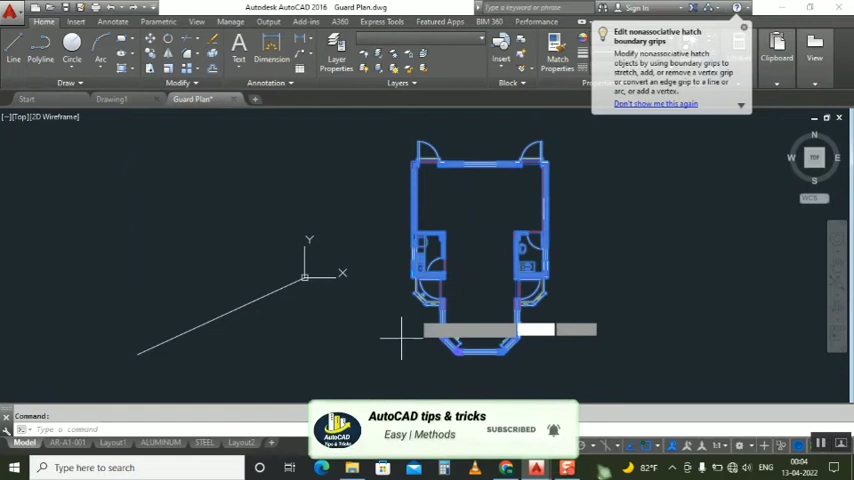 Autodesk AutoCAD 2016 Guard Plan.dwg
Type a keyword or phrase
Sign In
Home Insert Annotate Parametric View Manage Output Add-ins A360 Express Tools Featured Apps BIM 360 Performance
Line Polyline Circle Arc
Text Dimension
Layer
Properties
Insert
Match
Properties
Clipboard
View
Draw Modify Annotation Layers Block
Edit nonassociative hatch
boundary grips
Modify nonassociative hatch
objects by using boundary grips to
stretch, add, or remove a vertex grip
or convert an edge grip to a line or
arc, or add a vertex.
Don't show me this again
Start Drawing1 Guard Plan*
[−][Top][2D Wireframe]
N
W TOP E
S
WCS
Y
X
Command:
Type a command
AutoCAD tips & tricks
Easy | Methods
SUBSCRIBED
AutoCAD
Tips & Tricks
Model AR-A1-001 Layout1 ALUMINUM STEEL Layout2
1:1
Type here to search
82°F
ENG
00:04
13-04-2022